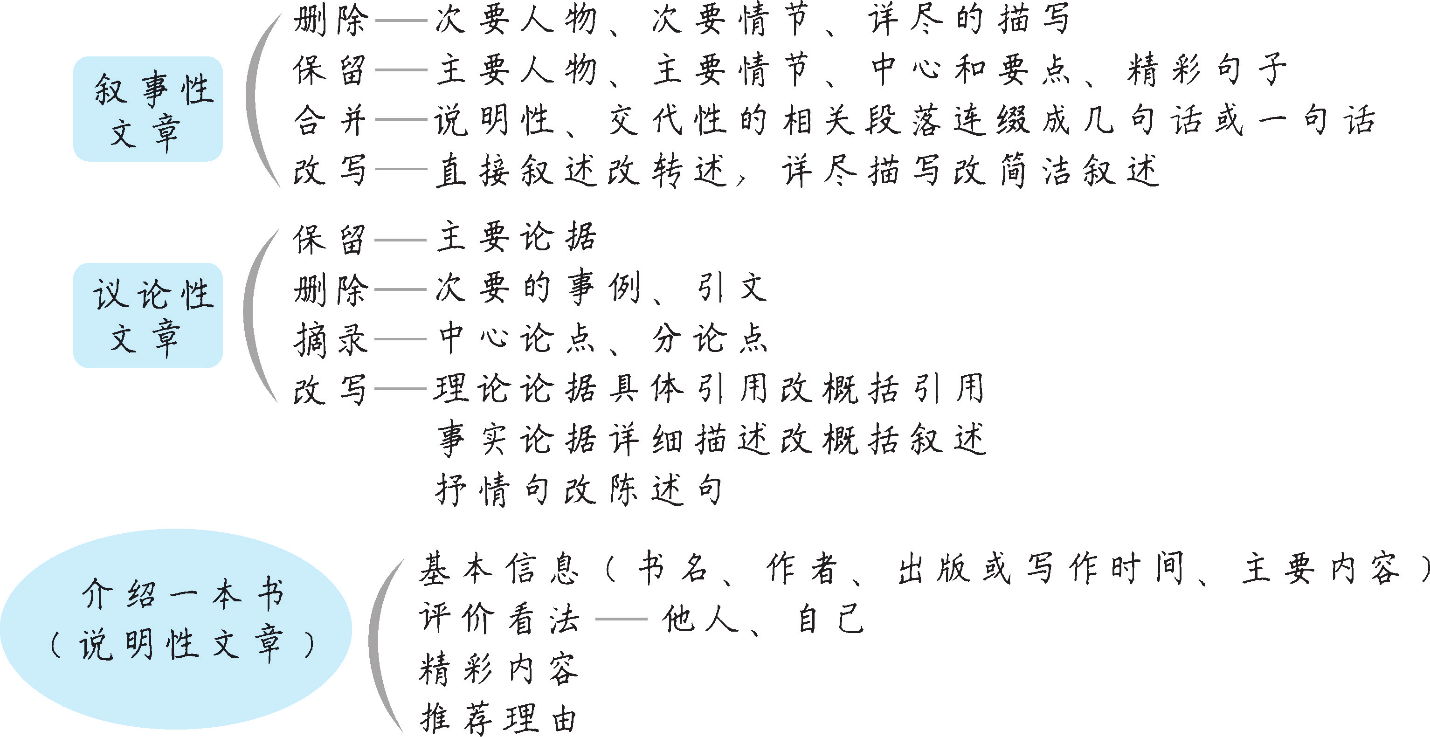 叙事性
文章
删除——次要人物、次要情节、详尽的描写
保留——主要人物、主要情节、中心和要点、精彩句子
合并——说明性、交代性的相关段落连缀成几句话或一句话
改写——直接叙述改转述，详尽描写改简洁叙述
议论性
文章
保留——主要论据
删除——次要的事例、引文
摘录——中心论点、分论点
改写——理论论据具体引用改概括引用
事实论据详细描述改概括叙述
抒情句改陈述句
介绍一本书
（说明性文章）
基本信息（书名、作者、出版或写作时间、主要内容）
评价看法——他人、自己
精彩内容
推荐理由